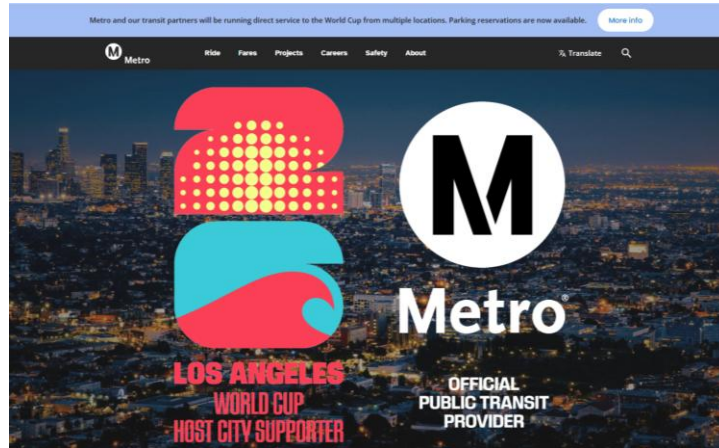 Metro and our transit partners will be running direct service to the World Cup from multiple locations. Parking reservations are now available. More info
M Metro Ride Fares Projects Careers Safety About Translate
26
LOS ANGELES
WORLD CUP
HOST CITY SUPPORTER
M
Metro®
OFFICIAL
PUBLIC TRANSIT
PROVIDER